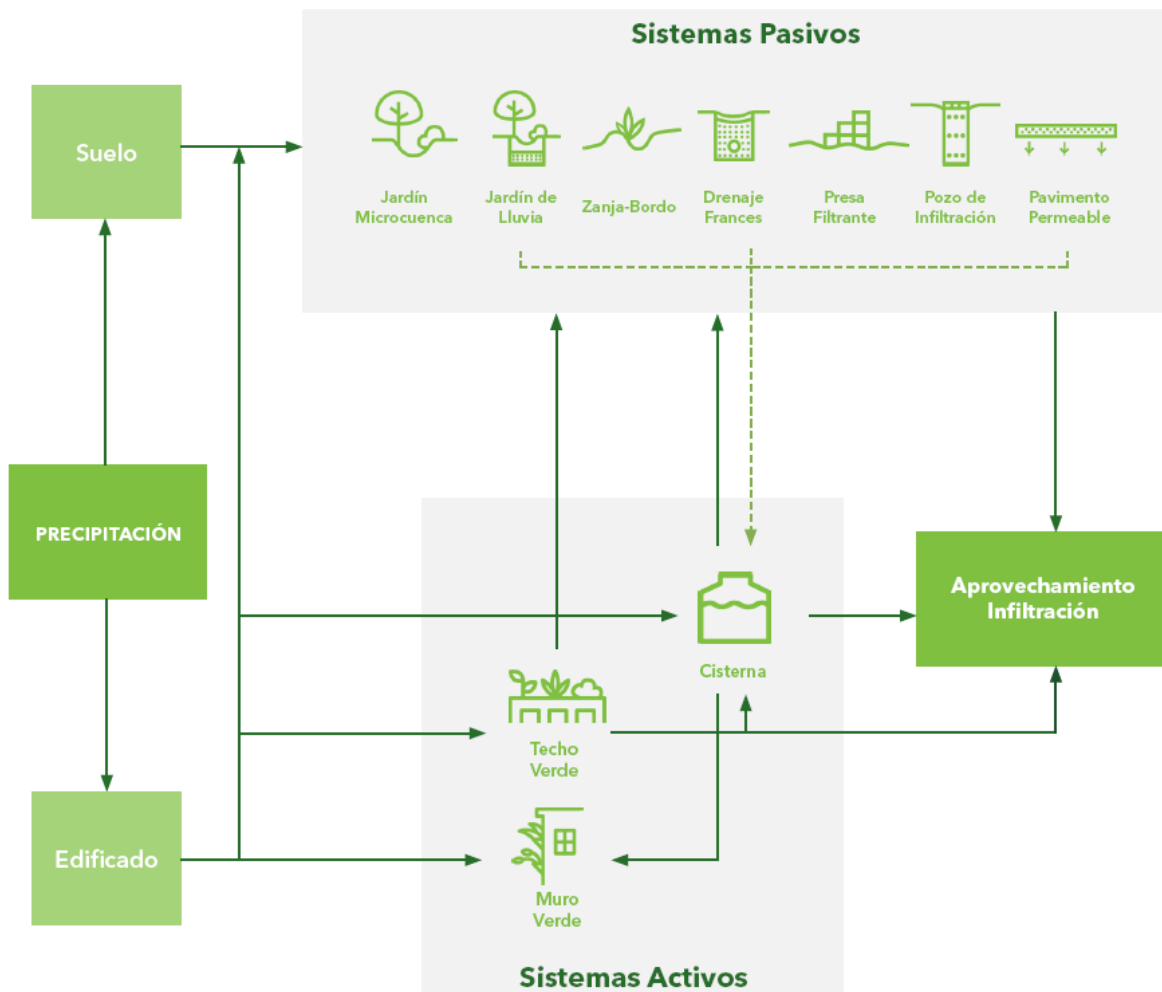 Sistemas Pasivos
Suelo
Jardín
Microcuenca
Jardín de
Lluvia
Zanja-Bordo
Drenaje
Frances
Presa
Filtrante
Pozo de
Infiltración
Pavimento
Permeable
PRECIPITACIÓN
Aprovechamiento
Infiltración
Cisterna
Techo
Verde
Edificado
Muro
Verde
Sistemas Activos